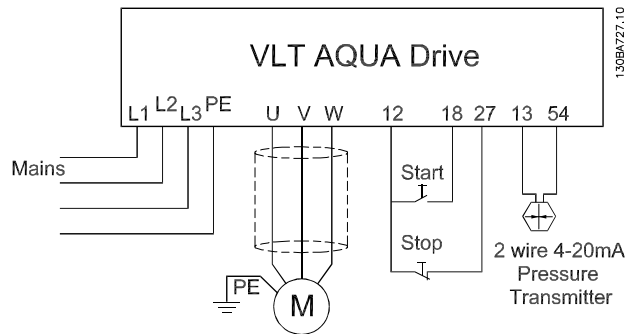 130BA727.10
VLT AQUA Drive
L1 L2 L3 PE U V W 12 18 27 13 54
Mains
Start
Stop
PE
M
2 wire 4-20mA
Pressure
Transmitter